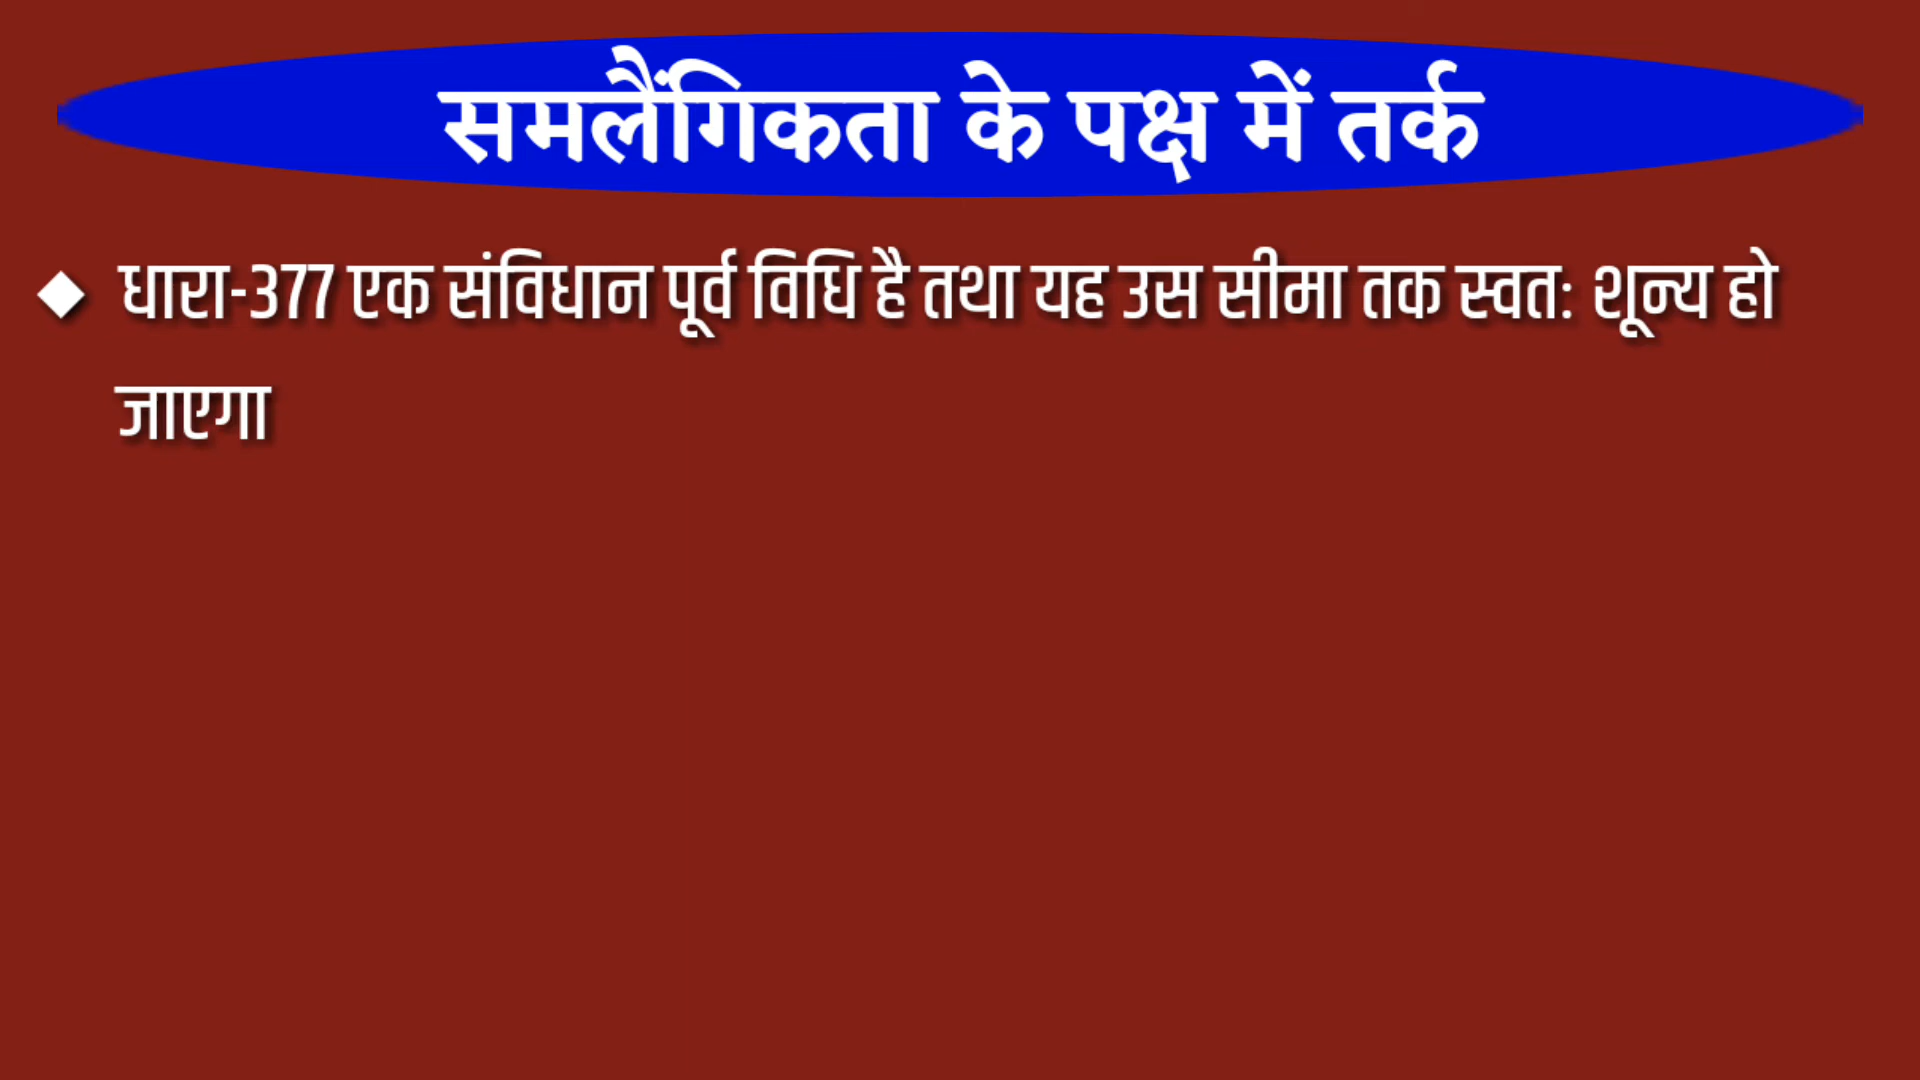 समलैंगिकता के पक्ष में तर्क
◆ धारा-377 एक संविधान पूर्व विधि है तथा यह उस सीमा तक स्वतः शून्य हो
जाएगा